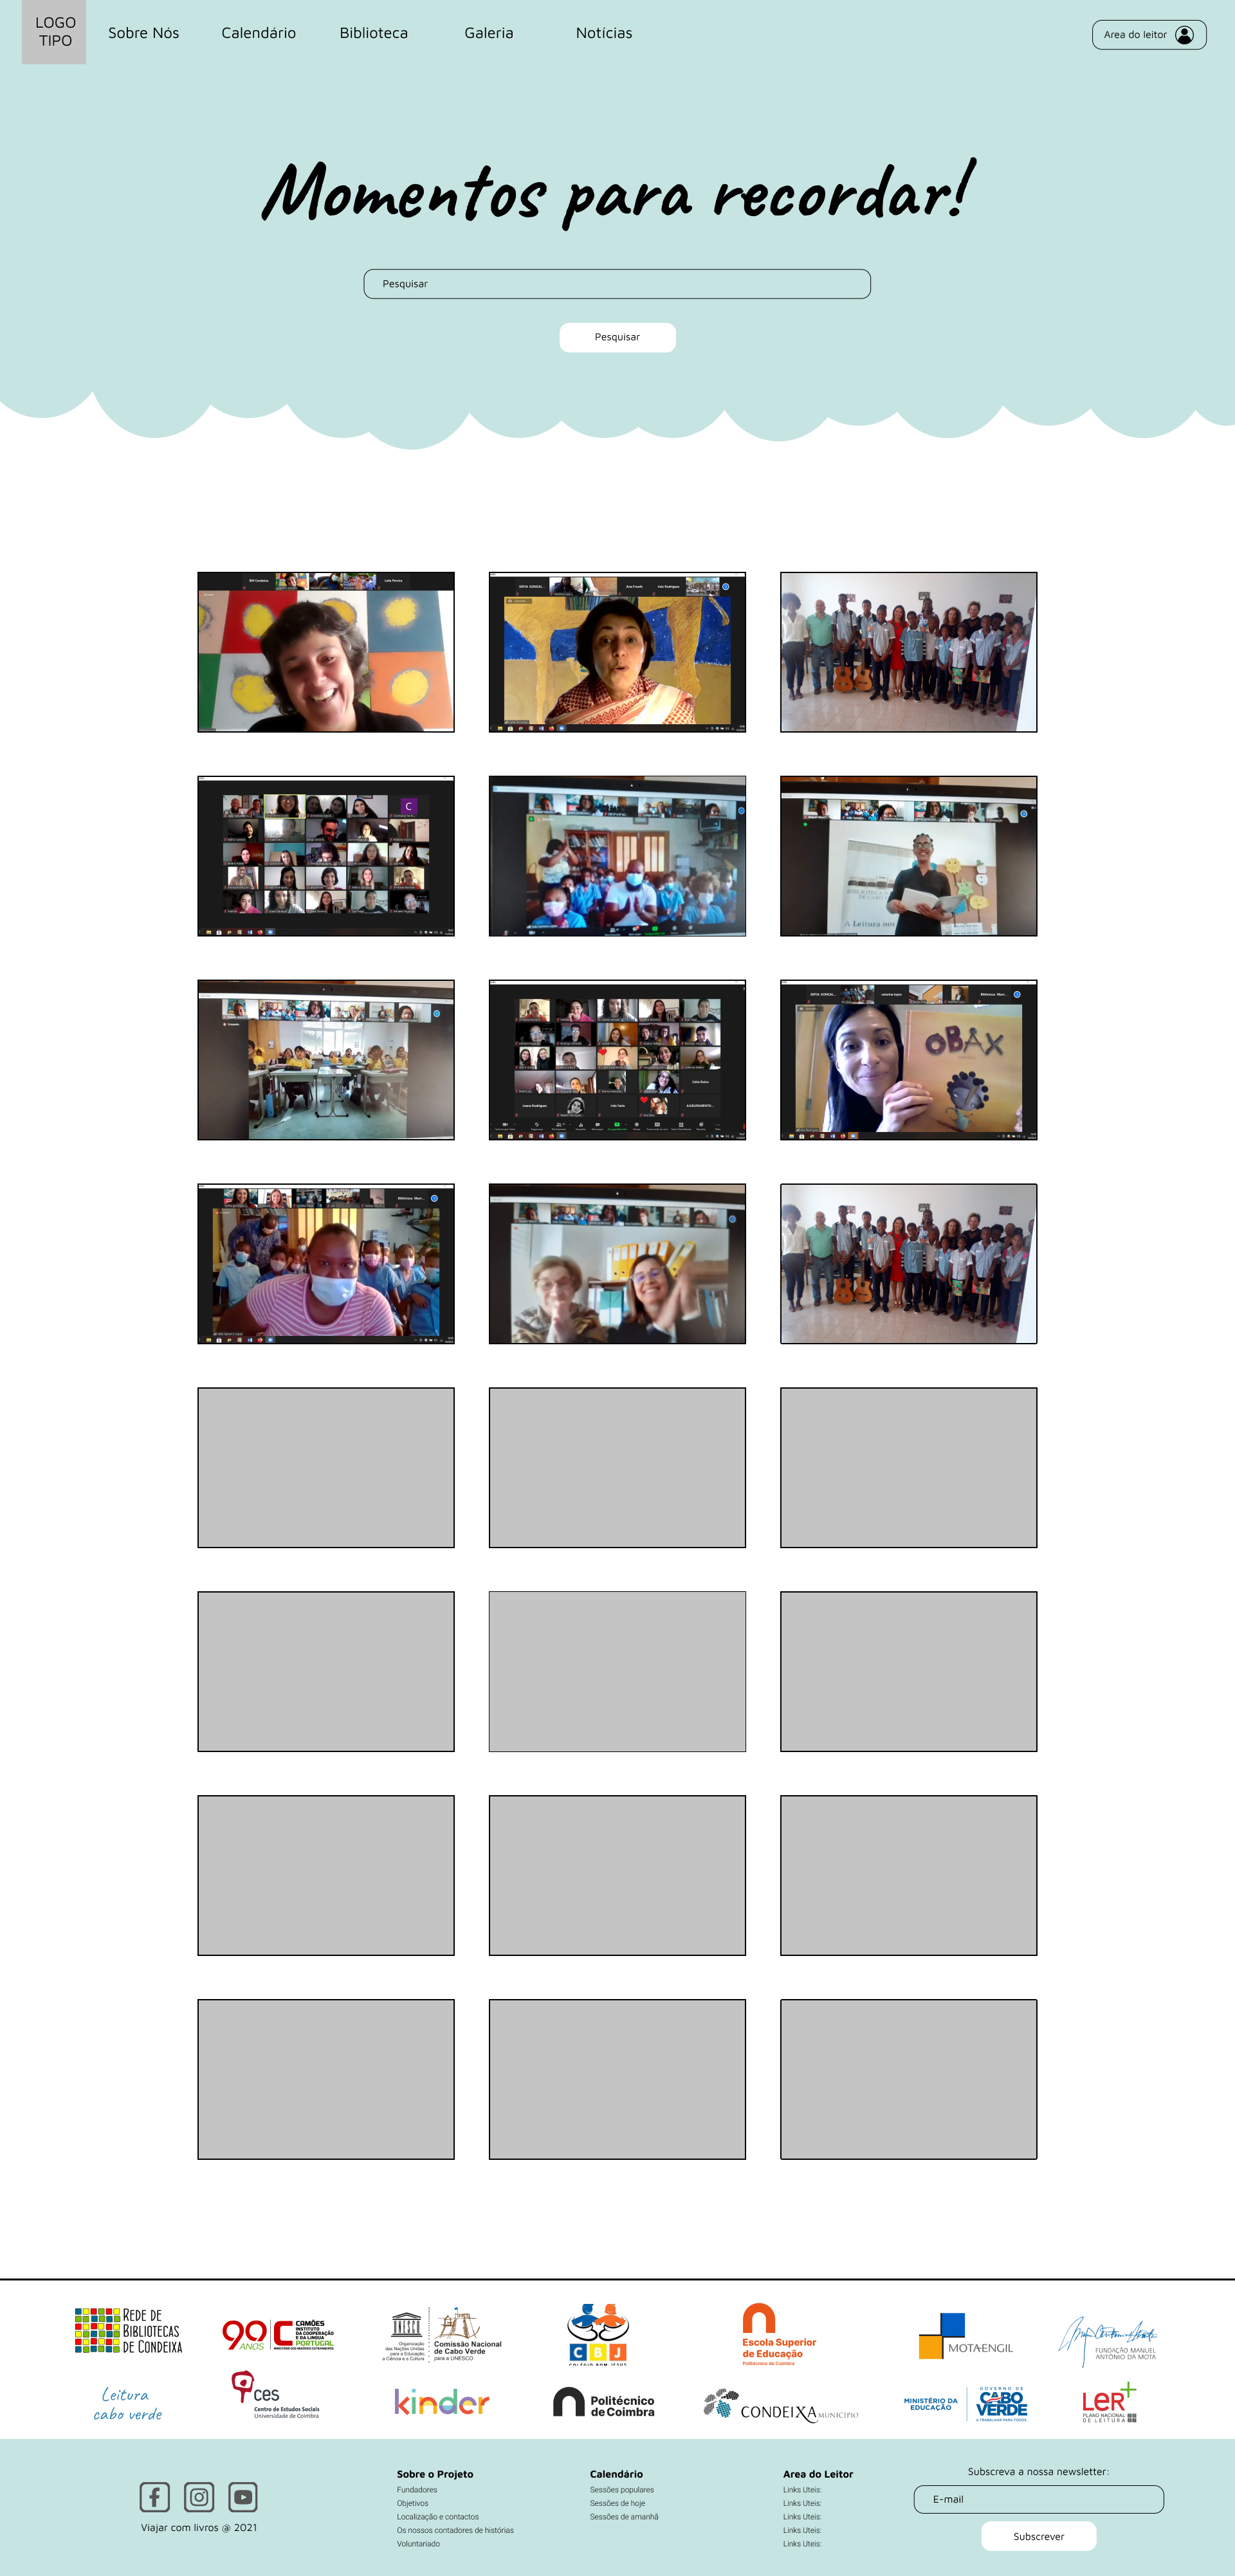 LOGO
TIPO
Sobre Nós
Calendário
Biblioteca
Galeria
Notícias
Area do leitor
Momentos para recordar!
Pesquisar
Pesquisar
C
A Leitura nos
OBAX
REDE DE
BIBLIOTECAS
DE CONDEIXA
90 ANOS
CAMÕES
INSTITUTO
DA COOPERAÇÃO
E DA LÍNGUA
PORTUGAL
UNESCO
Organização
das Nações Unidas
para a Educação,
a Ciência e a Cultura
Comissão Nacional
de Cabo Verde
para a UNESCO
CBJ
Escola Superior
de Educação
Politécnico de Coimbra
MOTAENGIL
FUNDAÇÃO MANUEL
ANTÓNIO DA MOTA
Leitura
cabo verde
ces
Centro de Estudos Sociais
Universidade de Coimbra
kinder
Politécnico
de Coimbra
CONDEIXA MUNICÍPIO
MINISTÉRIO DA
EDUCAÇÃO
GOVERNO DE
CABO
VERDE
A TRABALHAR PARA TODOS.
LER+
PLANO NACIONAL
DE LEITURA
Viajar com livros @ 2021
Sobre o Projeto
Fundadores
Objetivos
Localização e contactos
Os nossos contadores de histórias
Voluntariado
Calendário
Sessões populares
Sessões de hoje
Sessões de amanhã
Area do Leitor
Links Uteis:
Links Uteis:
Links Uteis:
Links Uteis:
Links Uteis:
Subscreva a nossa newsletter:
E-mail
Subscrever